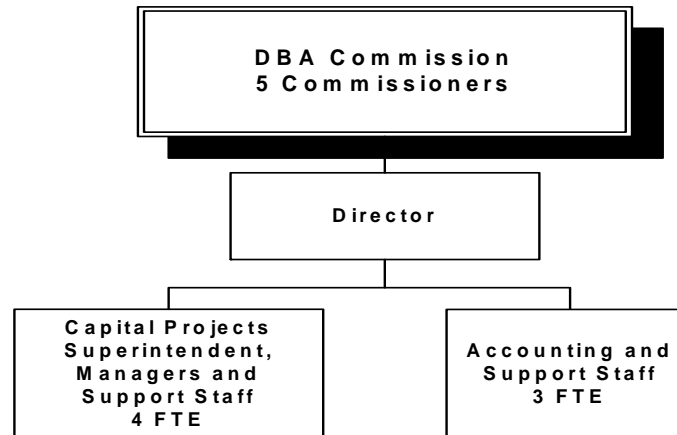 DBA Commission
5 Commissioners
Director
Capital Projects
Superintendent,
Managers and
Support Staff
4 FTE
Accounting and
Support Staff
3 FTE